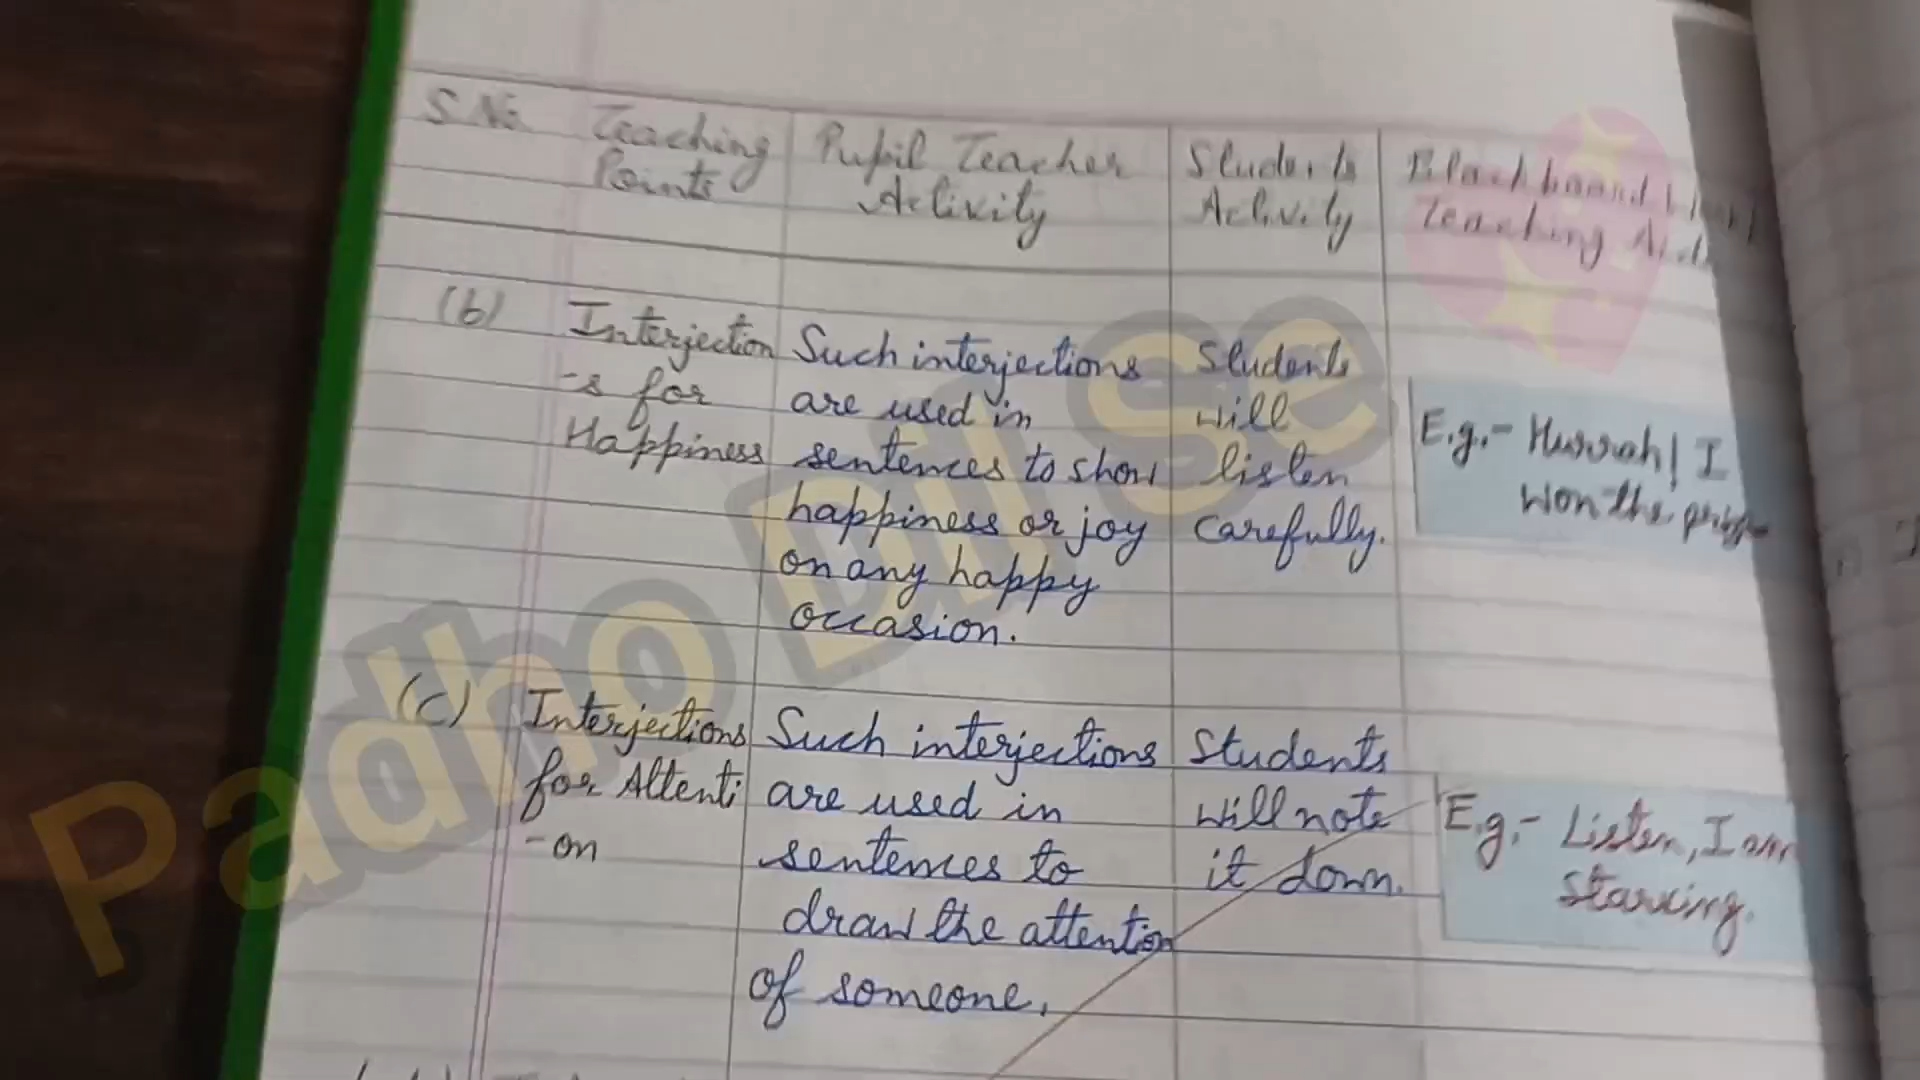 S.No.
Teaching
Points
Pupil Teacher
Activity
Students
Activity
Blackboard
Teaching Aid
(b)
Interjection
-s for
Happiness
Such interjections
are used in
sentences to show
happiness or joy
on any happy
occasion.
Students
will
listen
carefully.
E.g.- Hurrah! I
won the
(c)
Interjections
for Attenti
-on
Such interjections
are used in
sentences to
draw the attention
of someone.
Students
will note
it down.
E.g.- Listen, I am
starving.
Padho Dil Se